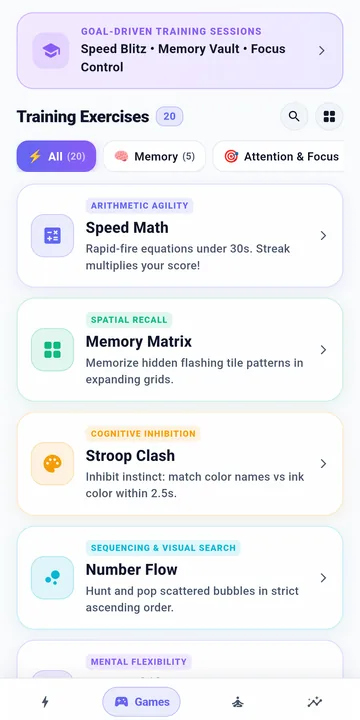 GOAL-DRIVEN TRAINING SESSIONS
Speed Blitz • Memory Vault • Focus
Control
Training Exercises 20
⚡ All (20) 🧠 Memory (5) 🎯 Attention & Focus
ARITHMETIC AGILITY
Speed Math
Rapid-fire equations under 30s. Streak
multiplies your score!
SPATIAL RECALL
Memory Matrix
Memorize hidden flashing tile patterns in
expanding grids.
COGNITIVE INHIBITION
Stroop Clash
Inhibit instinct: match color names vs ink
color within 2.5s.
SEQUENCING & VISUAL SEARCH
Number Flow
Hunt and pop scattered bubbles in strict
ascending order.
MENTAL FLEXIBILITY
Games